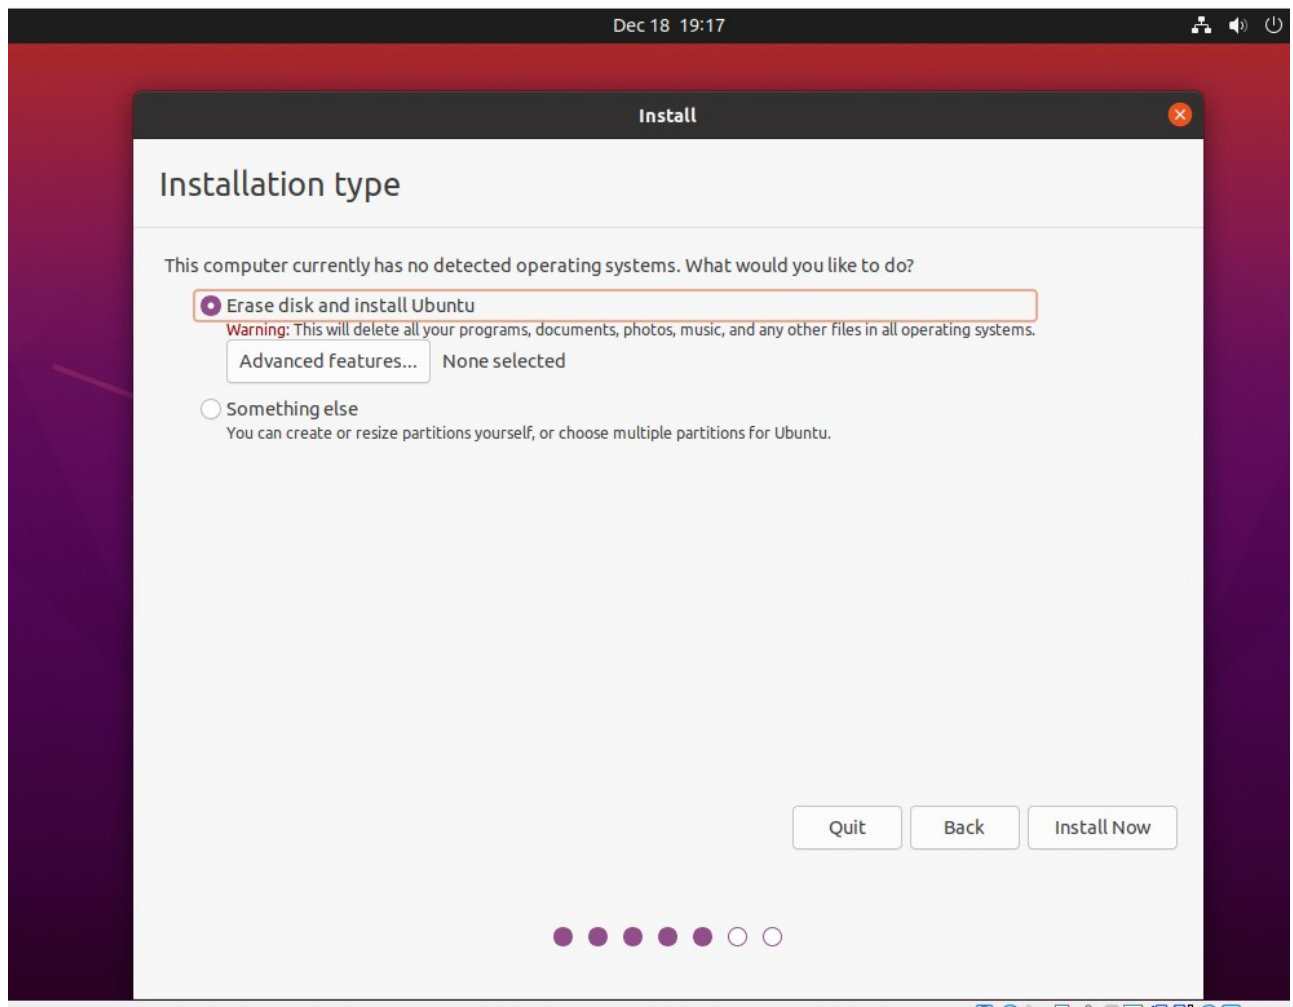 Dec 18 19:17
Install
Installation type
This computer currently has no detected operating systems. What would you like to do?
Erase disk and install Ubuntu
Warning: This will delete all your programs, documents, photos, music, and any other files in all operating systems.
Advanced features... None selected
Something else
You can create or resize partitions yourself, or choose multiple partitions for Ubuntu.
Quit Back Install Now